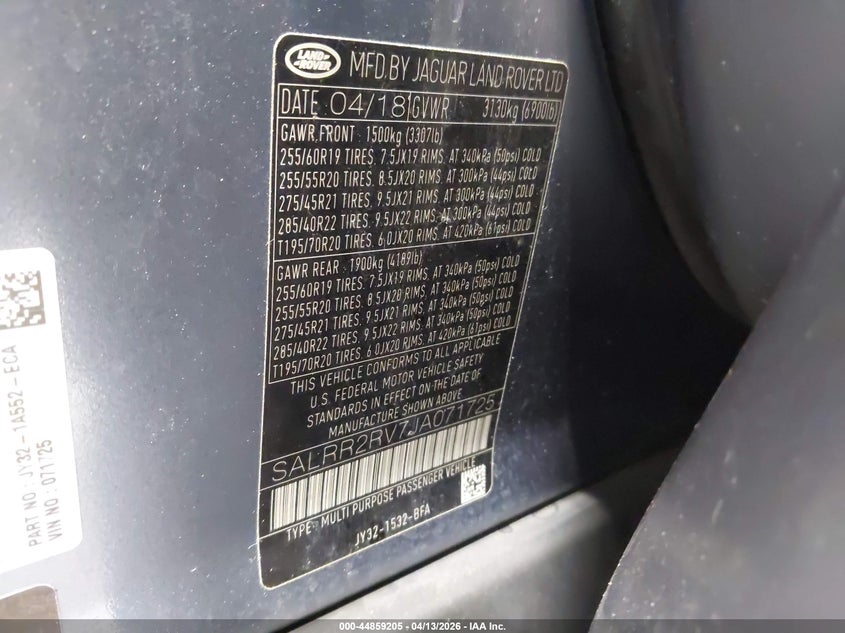 LAND-
ROVER
MFD.BY JAGUAR LAND ROVER LTD
DATE 04/18 GVWR 3130kg (6900lb)
GAWR FRONT : 1500kg (3307lb)
255/60R19 TIRES. 7.5JX19 RIMS. AT 340kPa (50psi) COLD
255/55R20 TIRES. 8.5JX20 RIMS. AT 300kPa (44psi) COLD
275/45R21 TIRES. 9.5JX21 RIMS. AT 300kPa (44psi) COLD
285/40R22 TIRES. 9.5JX22 RIMS. AT 300kPa (44psi) COLD
T195/70R20 TIRES. 6.0JX20 RIMS. AT 420kPa (61psi) COLD
GAWR REAR : 1900kg (4189lb)
255/60R19 TIRES. 7.5JX19 RIMS. AT 340kPa (50psi) COLD
255/55R20 TIRES. 8.5JX20 RIMS. AT 340kPa (50psi) COLD
275/45R21 TIRES. 9.5JX21 RIMS. AT 340kPa (50psi) COLD
285/40R22 TIRES. 9.5JX22 RIMS. AT 340kPa (50psi) COLD
T195/70R20 TIRES. 6.0JX20 RIMS. AT 420kPa (61psi) COLD
THIS VEHICLE CONFORMS TO ALL APPLICABLE
U.S. FEDERAL MOTOR VEHICLE SAFETY
STANDARDS IN EFFECT ON THE DATE OF
MANUFACTURE SHOWN ABOVE
SALRR2RV7JA071725
TYPE: MULTI PURPOSE PASSENGER VEHICLE
JY32-1532-BFA
PART NO : JY32-1A552-ECA
VIN NO : 071725
000-44859205 - 04/13/2026 - IAA Inc.